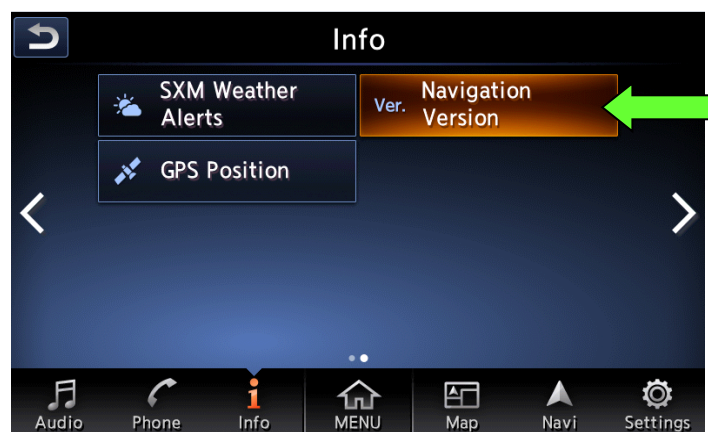 Info
SXM Weather
Alerts
Ver. Navigation
Version
GPS Position
Audio
Phone
Info
MENU
Map
Navi
Settings